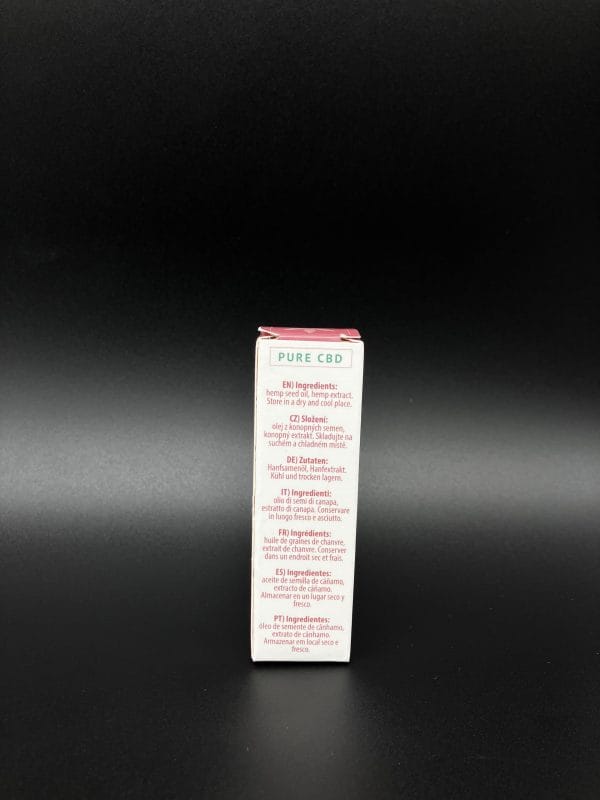 PURE CBD
EN) Ingredients:
hemp seed oil, hemp extract.
Store in a dry and cool place.
CZ) Složení:
olej z konopných semen,
konopný extrakt. Skladujte na
suchém a chladném místě.
DE) Zutaten:
Hanfsamenöl, Hanfextrakt.
Kühl und trocken lagern.
IT) Ingredienti:
olio di semi di canapa,
estratto di canapa. Conservare
in luogo fresco e asciutto.
FR) Ingrédients:
huile de graines de chanvre,
extrait de chanvre. Conserver
dans un endroit sec et frais.
ES) Ingredientes:
aceite de semilla de cáñamo,
extracto de cáñamo.
Almacenar en un lugar seco y
fresco.
PT) Ingredientes:
óleo de semente de cânhamo,
extrato de cânhamo.
Armazenar em local seco e
fresco.